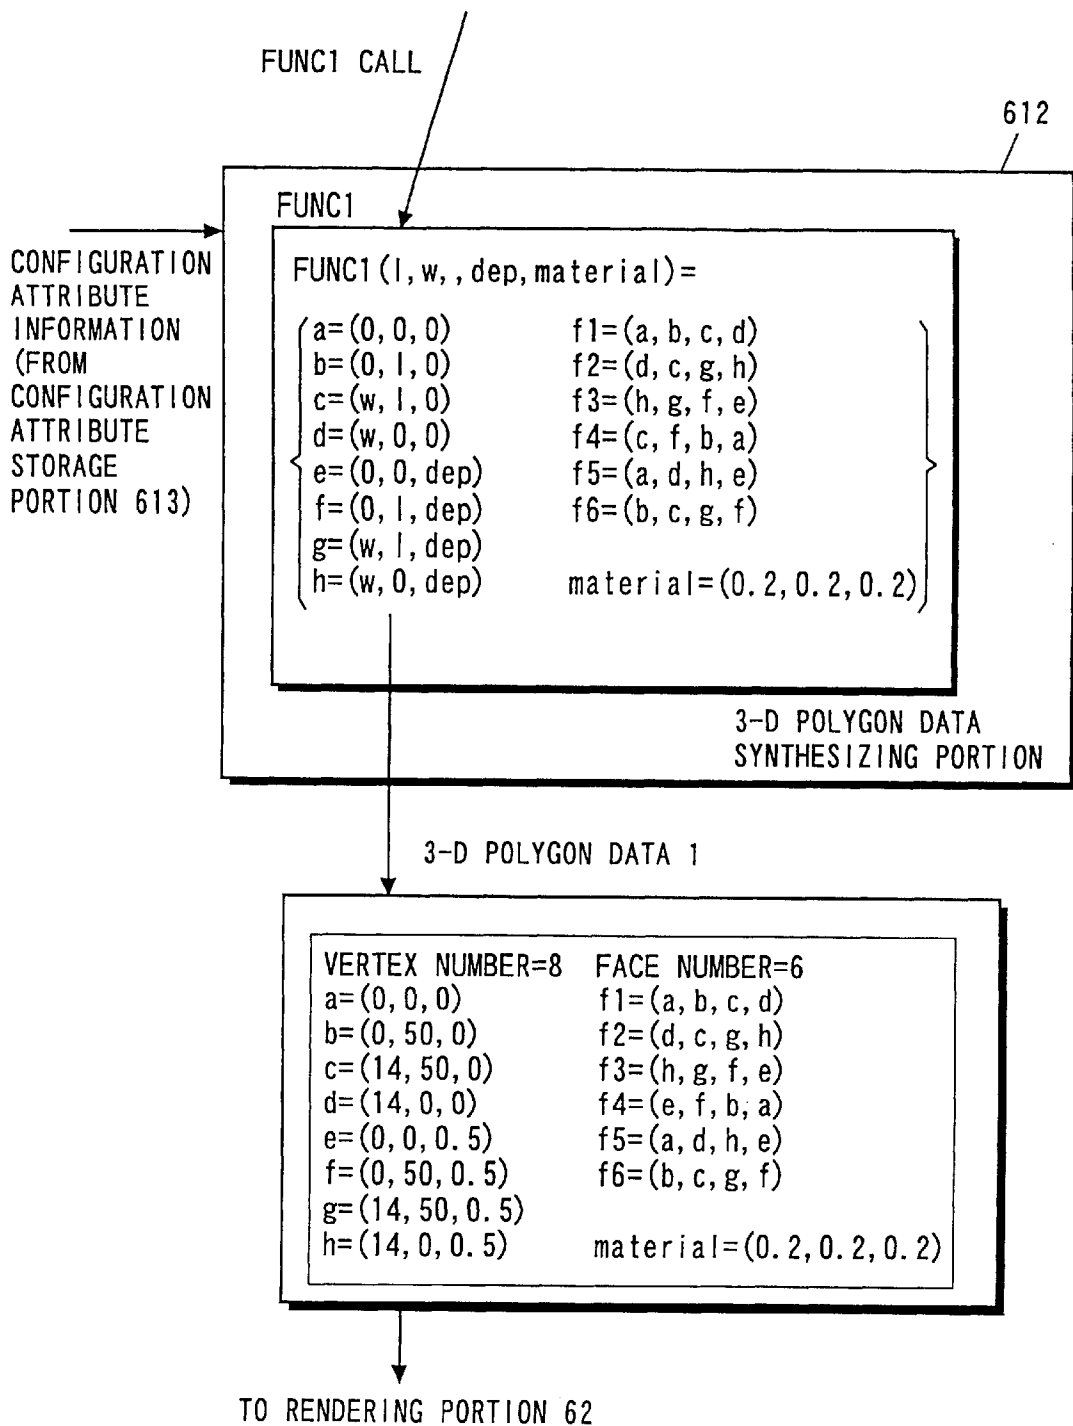 FUNC1 CALL
612
FUNC1
CONFIGURATION
ATTRIBUTE
INFORMATION
(FROM
CONFIGURATION
ATTRIBUTE
STORAGE
PORTION 613)
FUNC1(l,w,,dep,material)=
a=(0,0,0) f1=(a,b,c,d)
b=(0,l,0) f2=(d,c,g,h)
c=(w,l,0) f3=(h,g,f,e)
d=(w,0,0) f4=(c,f,b,a)
e=(0,0,dep) f5=(a,d,h,e)
f=(0,l,dep) f6=(b,c,g,f)
g=(w,l,dep)
h=(w,0,dep) material=(0.2,0.2,0.2)
3-D POLYGON DATA
SYNTHESIZING PORTION
3-D POLYGON DATA 1
VERTEX NUMBER=8 FACE NUMBER=6
a=(0,0,0) f1=(a,b,c,d)
b=(0,50,0) f2=(d,c,g,h)
c=(14,50,0) f3=(h,g,f,e)
d=(14,0,0) f4=(e,f,b,a)
e=(0,0,0.5) f5=(a,d,h,e)
f=(0,50,0.5) f6=(b,c,g,f)
g=(14,50,0.5)
h=(14,0,0.5) material=(0.2,0.2,0.2)
TO RENDERING PORTION 62